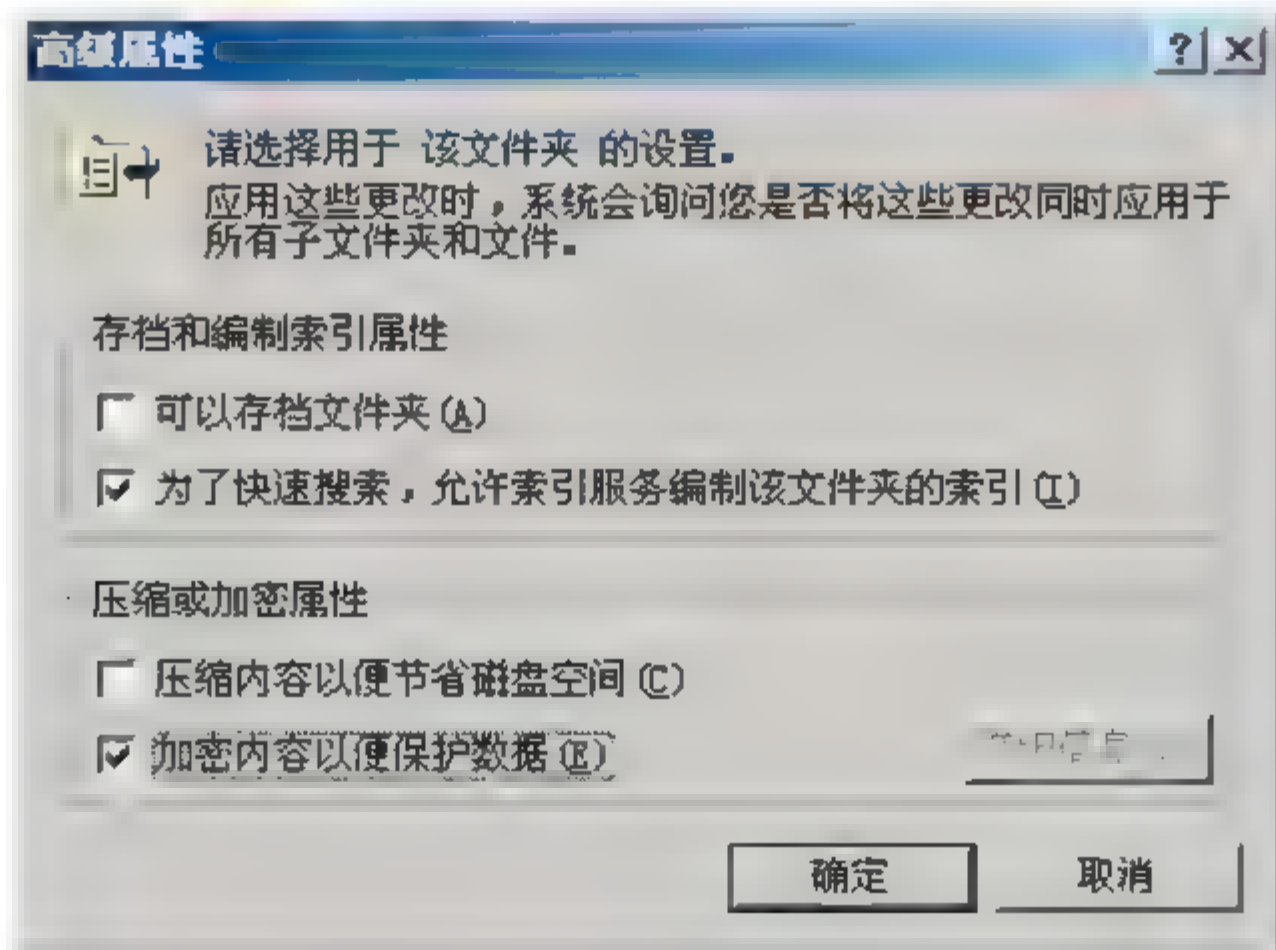 高级属性
请选择用于 该文件夹 的设置。
应用这些更改时，系统会询问您是否将这些更改同时应用于
所有子文件夹和文件。
存档和编制索引属性
可以存档文件夹(A)
为了快速搜索，允许索引服务编制该文件夹的索引(I)
压缩或加密属性
压缩内容以便节省磁盘空间(C)
加密内容以便保护数据(E)
确定
取消